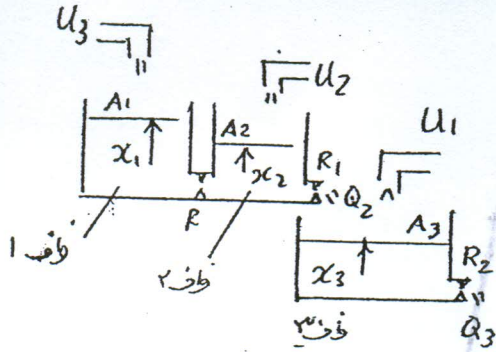 U₃
U₂
A₁
A₂
U₁
x₁
x₂
R₁
R
Q₂
A₃
ظرف ۱
ظرف ۲
x₃
R₂
ظرف ۳
Q₃